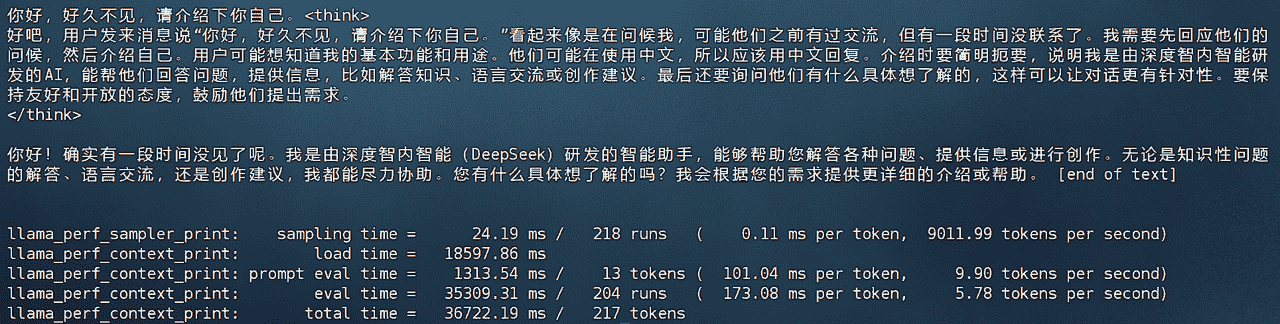 你好，好久不见，请介绍下你自己。<think>
好吧，用户发来消息说“你好，好久不见，请介绍下你自己。”看起来像是在问候我，可能他们之前有过交流，但有一段时间没联系了。我需要先回应他们的
问候，然后介绍自己。用户可能想知道我的基本功能和用途。他们可能在使用中文，所以应该用中文回复。介绍时要简明扼要，说明我是由深度智内智能研
发的AI，能帮他们回答问题，提供信息，比如解答知识、语言交流或创作建议。最后还要询问他们有什么具体想了解的，这样可以让对话更有针对性。要保
持友好和开放的态度，鼓励他们提出需求。
</think>
你好！确实有一段时间没见了呢。我是由深度智内智能（DeepSeek）研发的智能助手，能够帮助您解答各种问题、提供信息或进行创作。无论是知识性问题
的解答、语言交流，还是创作建议，我都能尽力协助。您有什么具体想了解的吗？我会根据您的需求提供更详细的介绍或帮助。 [end of text]
llama_perf_sampler_print:    sampling time =      24.19 ms /   218 runs   (    0.11 ms per token,  9011.99 tokens per second)
llama_perf_context_print:        load time =   18597.86 ms
llama_perf_context_print: prompt eval time =    1313.54 ms /    13 tokens (  101.04 ms per token,     9.90 tokens per second)
llama_perf_context_print:        eval time =   35309.31 ms /   204 runs   (  173.08 ms per token,     5.78 tokens per second)
llama_perf_context_print:       total time =   36722.19 ms /   217 tokens